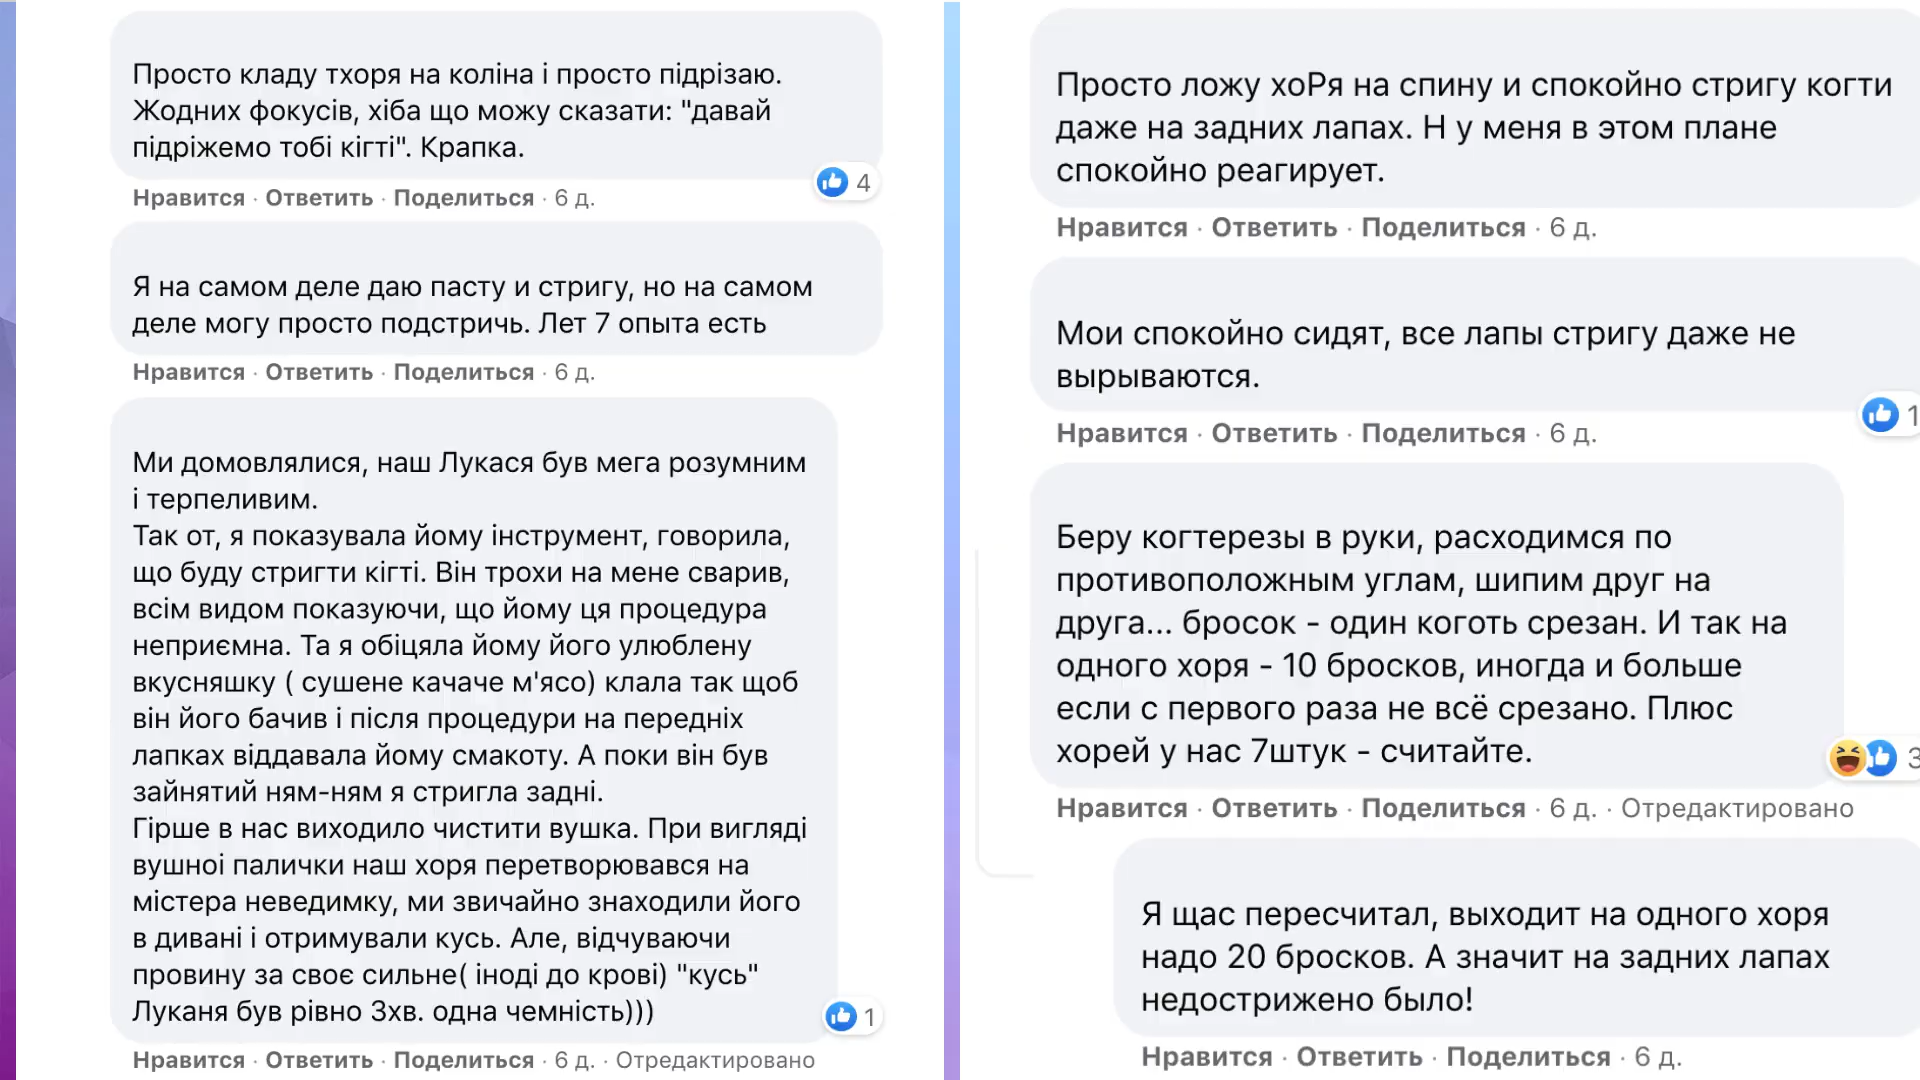 Просто кладу тхоря на коліна і просто підрізаю.
Жодних фокусів, хіба що можу сказати: "давай
підріжемо тобі кігті". Крапка.
4
Нравится · Ответить · Поделиться · 6 д.
Я на самом деле даю пасту и стригу, но на самом
деле могу просто подстричь. Лет 7 опыта есть
Нравится · Ответить · Поделиться · 6 д.
Ми домовлялися, наш Лукася був мега розумним
і терпеливим.
Так от, я показувала йому інструмент, говорила,
що буду стригти кігті. Він трохи на мене сварив,
всім видом показуючи, що йому ця процедура
неприємна. Та я обіцяла йому його улюблену
вкусняшку ( сушене качаче м'ясо) клала так щоб
він його бачив і після процедури на передніх
лапках віддавала йому смакоту. А поки він був
зайнятий ням-ням я стригла задні.
Гірше в нас виходило чистити вушка. При вигляді
вушноі палички наш хоря перетворювався на
містера неведимку, ми звичайно знаходили його
в дивані і отримували кусь. Але, відчуваючи
провину за своє сильне( іноді до крові) "кусь"
Луканя був рівно 3хв. одна чемність)))
1
Нравится · Ответить · Поделиться · 6 д. · Отредактировано
Просто ложу хоРя на спину и спокойно стригу когти
даже на задних лапах. Н у меня в этом плане
спокойно реагирует.
Нравится · Ответить · Поделиться · 6 д.
Мои спокойно сидят, все лапы стригу даже не
вырываются.
1
Нравится · Ответить · Поделиться · 6 д.
Беру когтерезы в руки, расходимся по
противоположным углам, шипим друг на
друга... бросок - один коготь срезан. И так на
одного хоря - 10 бросков, иногда и больше
если с первого раза не всё срезано. Плюс
хорей у нас 7штук - считайте.
3
Нравится · Ответить · Поделиться · 6 д. · Отредактировано
Я щас пересчитал, выходит на одного хоря
надо 20 бросков. А значит на задних лапах
недострижено было!
Нравится · Ответить · Поделиться · 6 д.